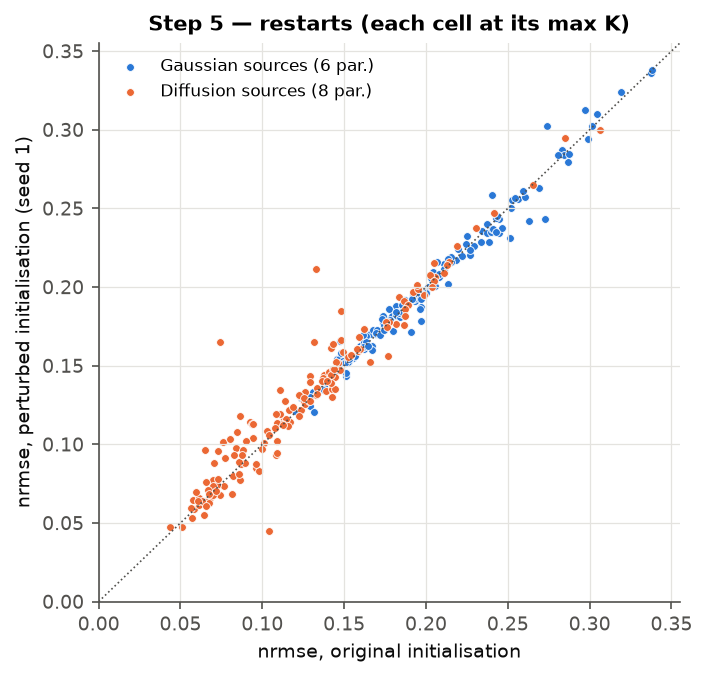 Step 5 — restarts (each cell at its max K)
Gaussian sources (6 par.)
Diffusion sources (8 par.)
nrmse, perturbed initialisation (seed 1)
0.35
0.30
0.25
0.20
0.15
0.10
0.05
0.00
0.00 0.05 0.10 0.15 0.20 0.25 0.30 0.35
nrmse, original initialisation